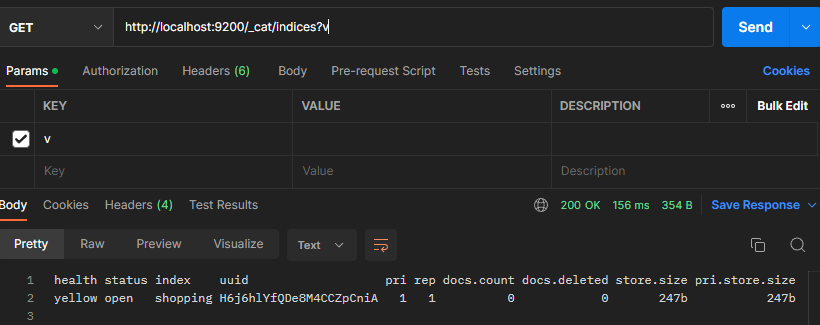 GET http://localhost:9200/_cat/indices?v Send
Params Authorization Headers (6) Body Pre-request Script Tests Settings Cookies
KEY VALUE DESCRIPTION Bulk Edit
v
Key Value Description
Body Cookies Headers (4) Test Results 200 OK 156 ms 354 B Save Response
Pretty Raw Preview Visualize Text
1 health status index uuid pri rep docs.count docs.deleted store.size pri.store.size
2 yellow open shopping H6j6hlYfQDe8M4CCZpCniA 1 1 0 0 247b 247b
3